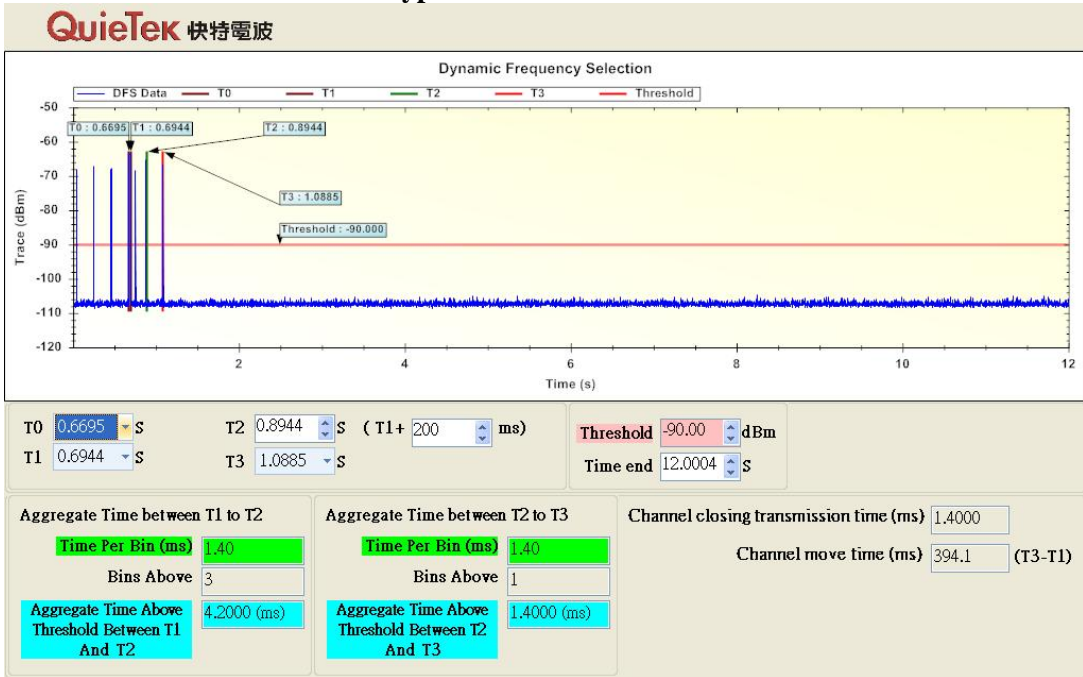 QuieTek 快特電波
Dynamic Frequency Selection
DFS Data T0 T1 T2 T3 Threshold
-50
-60
-70
-80
-90
-100
-110
-120
Trace (dBm)
T0 : 0.6695 T1 : 0.6944 T2 : 0.8944
T3 : 1.0885
Threshold : -90.000
2 4 6 8 10 12
Time (s)
T0 0.6695 S T2 0.8944 S ( T1+ 200 ms) Threshold -90.00 dBm
T1 0.6944 S T3 1.0885 S Time end 12.0004 S
Aggregate Time between T1 to T2
Time Per Bin (ms) 1.40
Bins Above 3
Aggregate Time Above
Threshold Between T1
And T2
4.2000 (ms)
Aggregate Time between T2 to T3
Time Per Bin (ms) 1.40
Bins Above 1
Aggregate Time Above
Threshold Between T2
And T3
1.4000 (ms)
Channel closing transmission time (ms) 1.4000
Channel move time (ms) 394.1 (T3-T1)